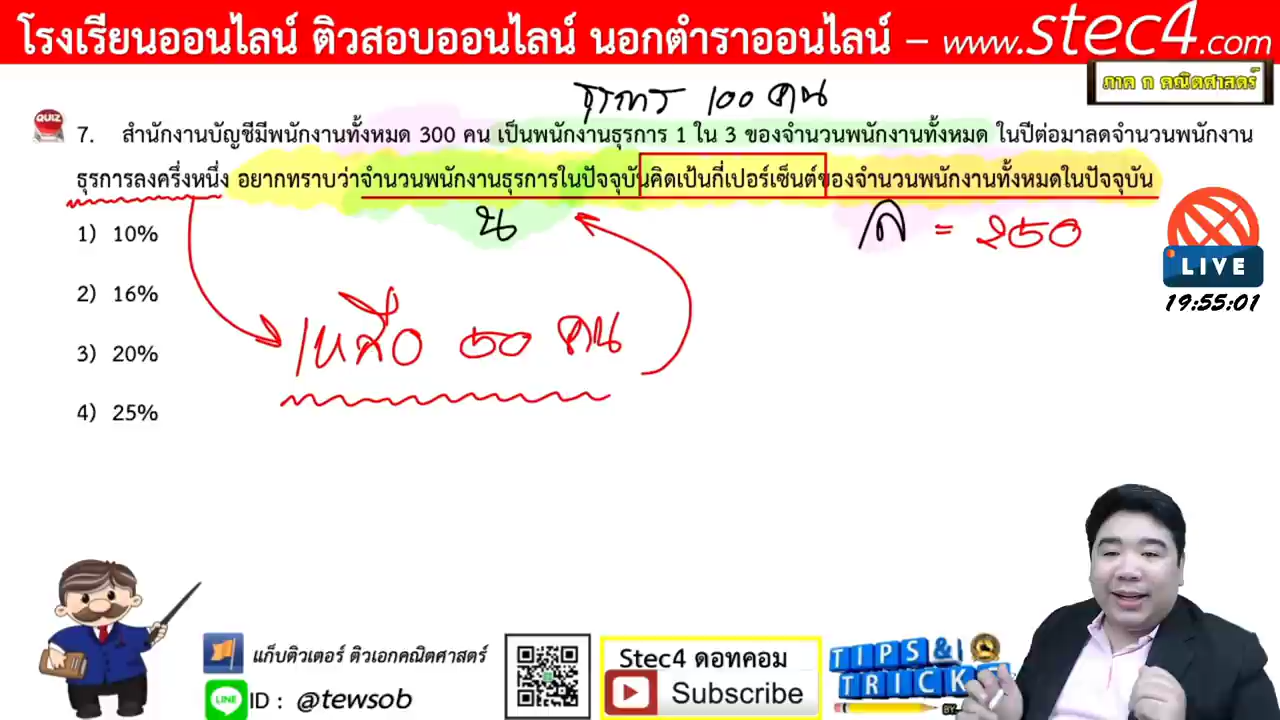 โรงเรียนออนไลน์ ติวสอบออนไลน์ นอกตำราออนไลน์ – www.stec4.com
ภาค ก คณิตศาสตร์
ธุรการ 100 คน
QUIZ
7. สำนักงานบัญชีมีพนักงานทั้งหมด 300 คน เป็นพนักงานธุรการ 1 ใน 3 ของจำนวนพนักงานทั้งหมด ในปีต่อมาลดจำนวนพนักงาน
ธุรการลงครึ่งหนึ่ง อยากทราบว่าจำนวนพนักงานธุรการในปัจจุบันคิดเป้นกี่เปอร์เซ็นต์ของจำนวนพนักงานทั้งหมดในปัจจุบัน
น
= 250
1) 10%
LIVE
19:55:01
2) 16%
เหลือ 50 คน
3) 20%
4) 25%
แก็บติวเตอร์ ติวเอกคณิตศาสตร์
LINE ID : @tewsob
Stec4 ดอทคอม
Subscribe
TIPS &
TRICK
BY